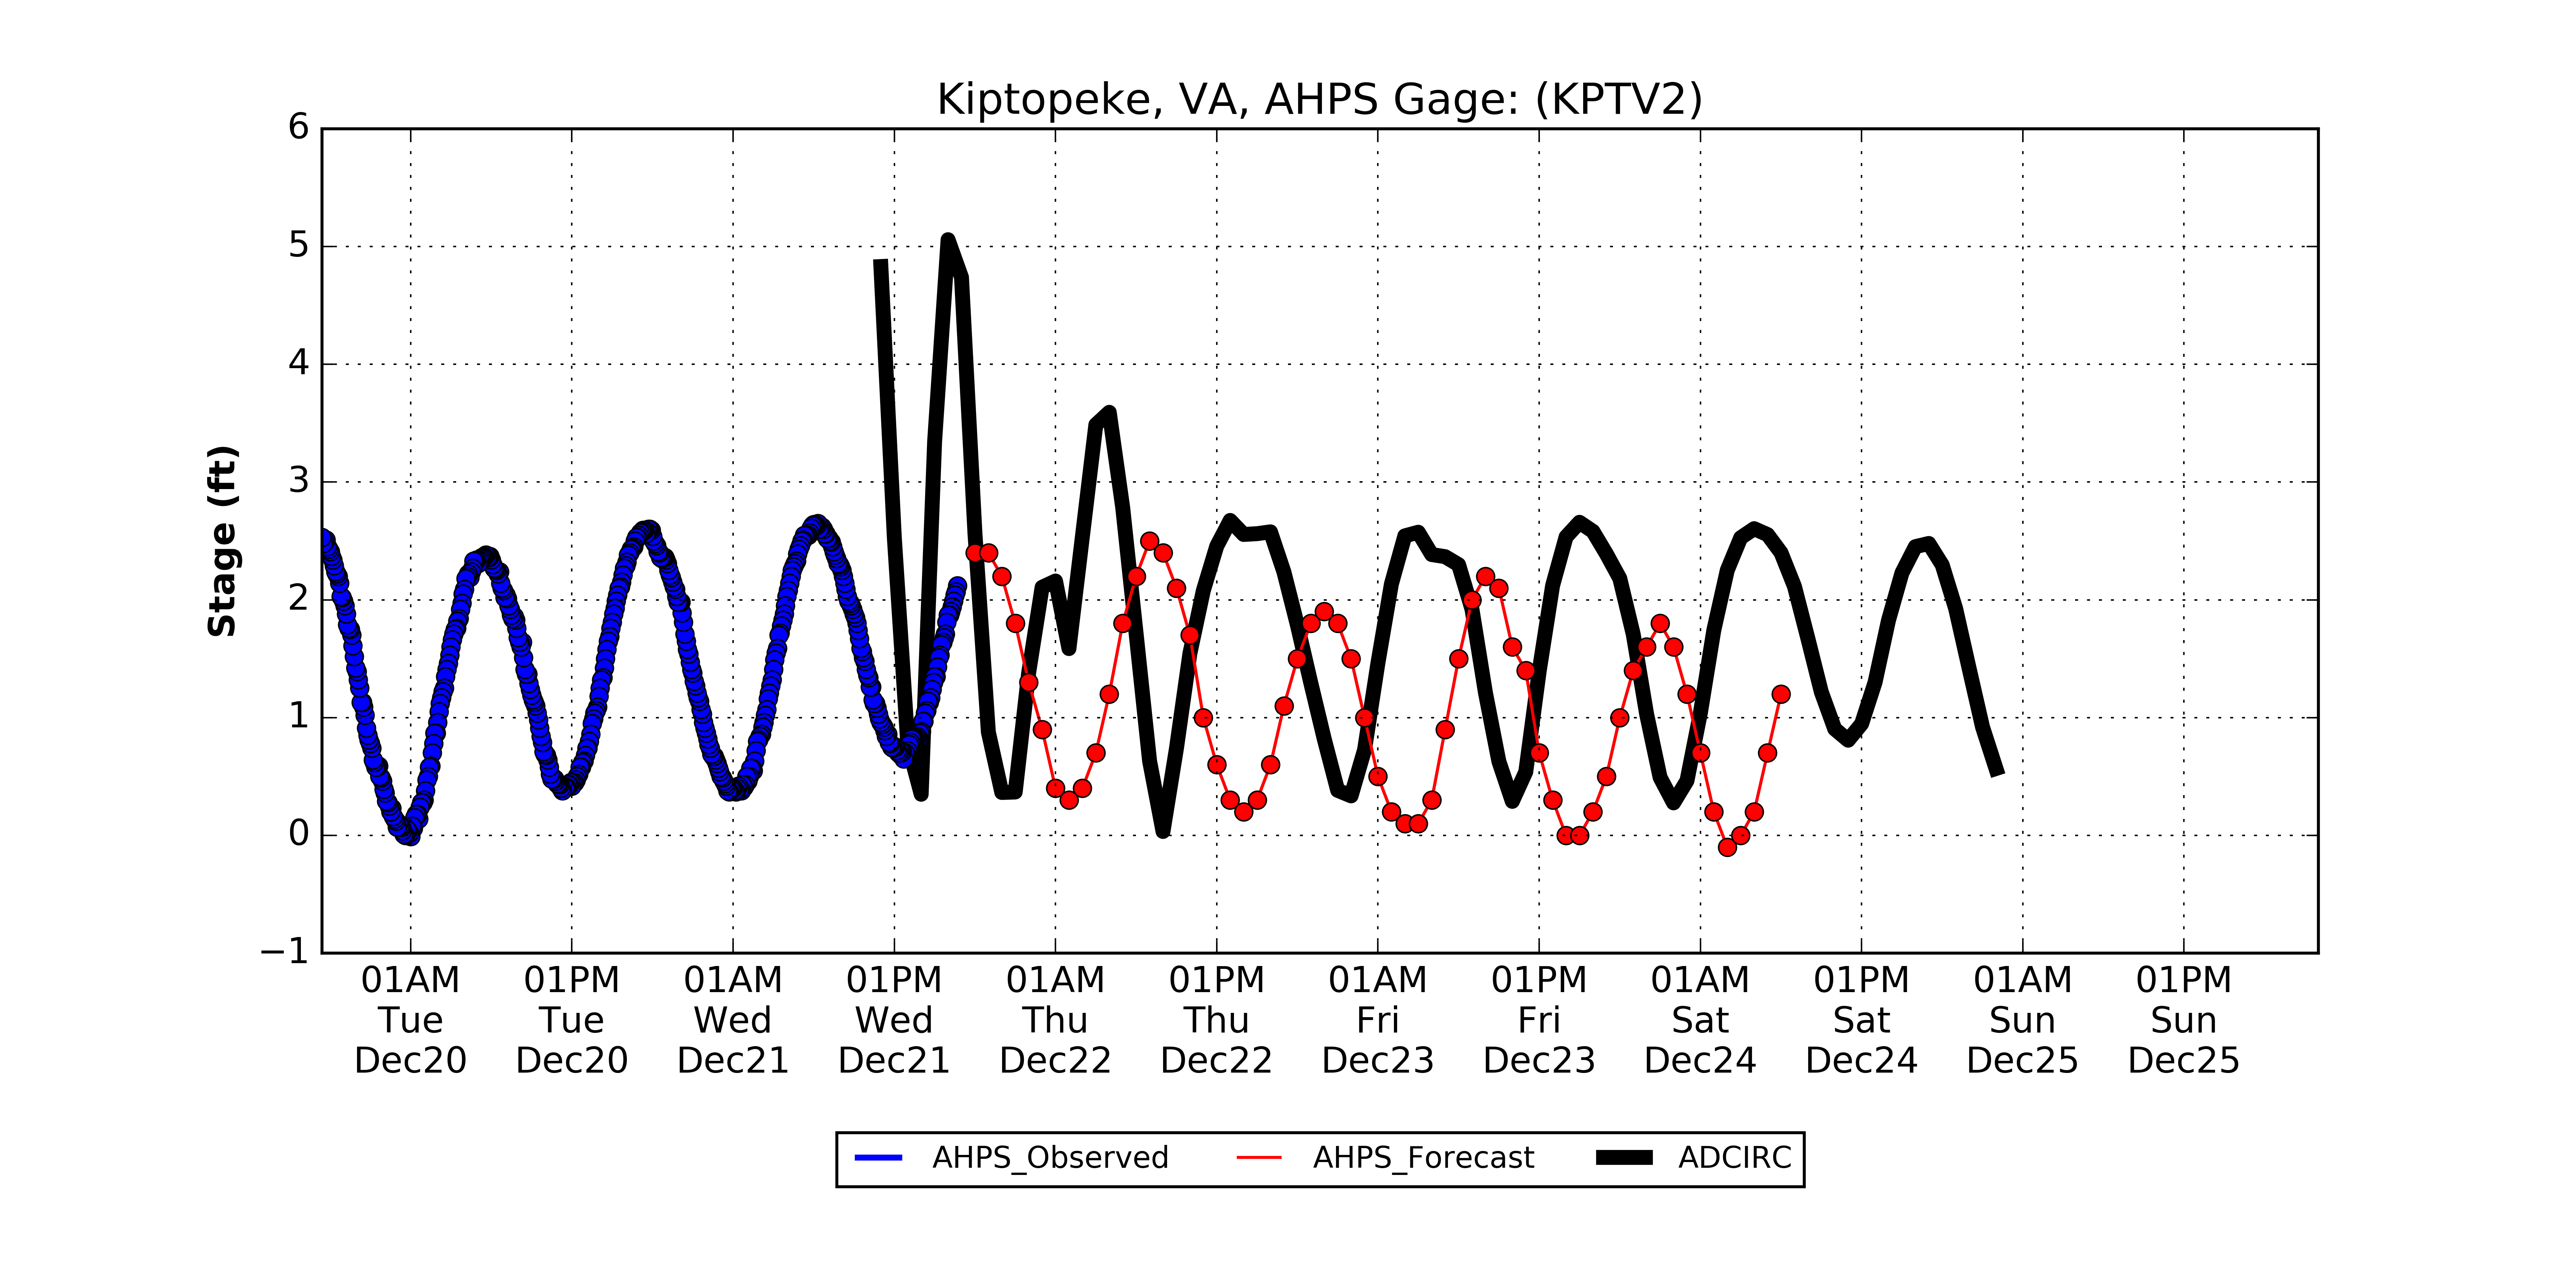 Kiptopeke, VA, AHPS Gage: (KPTV2)
6
5
4
3
2
1
0
−1
Stage (ft)
01AM 01PM 01AM 01PM 01AM 01PM 01AM 01PM 01AM 01PM 01AM 01PM
Tue Tue Wed Wed Thu Thu Fri Fri Sat Sat Sun Sun
Dec20 Dec20 Dec21 Dec21 Dec22 Dec22 Dec23 Dec23 Dec24 Dec24 Dec25 Dec25
AHPS_Observed AHPS_Forecast ADCIRC